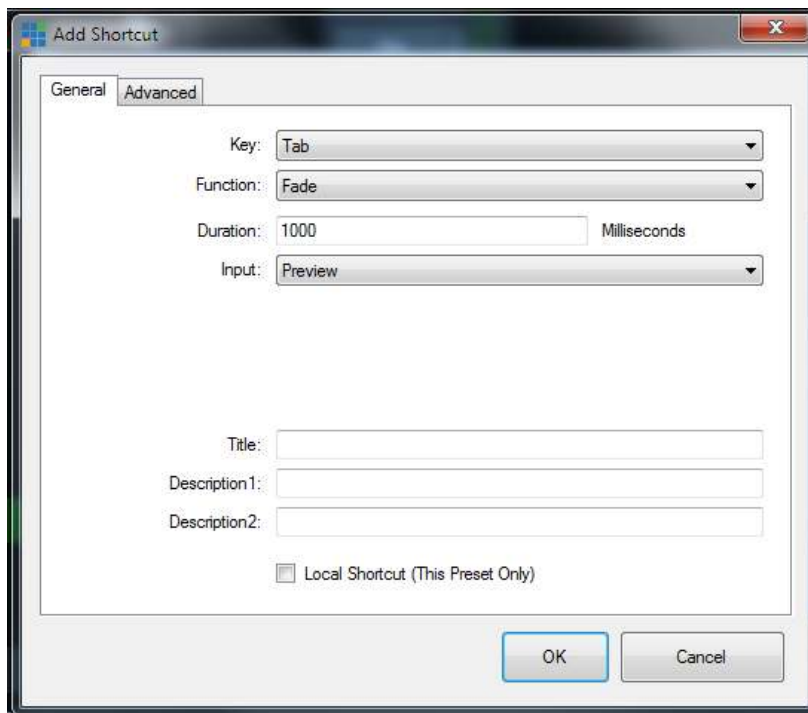 Add Shortcut
General Advanced
Key: Tab
Function: Fade
Duration: 1000 Milliseconds
Input: Preview
Title:
Description1:
Description2:
Local Shortcut (This Preset Only)
OK Cancel